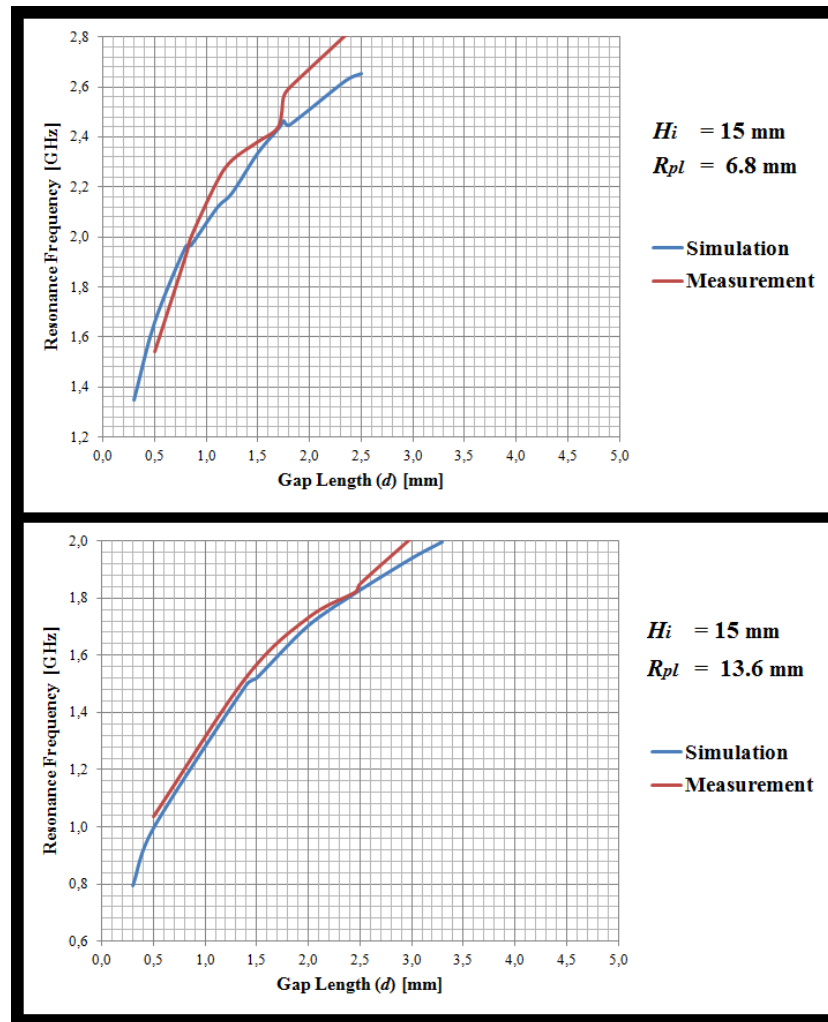 2,8
2,6
2,4
2,2
2,0
1,8
1,6
1,4
1,2
Resonance Frequency [GHz]
0,0 0,5 1,0 1,5 2,0 2,5 3,0 3,5 4,0 4,5 5,0
Gap Length (d) [mm]
Hi = 15 mm
Rpl = 6.8 mm
Simulation
Measurement
2,0
1,8
1,6
1,4
1,2
1,0
0,8
0,6
Resonance Frequency [GHz]
0,0 0,5 1,0 1,5 2,0 2,5 3,0 3,5 4,0 4,5 5,0
Gap Length (d) [mm]
Hi = 15 mm
Rpl = 13.6 mm
Simulation
Measurement